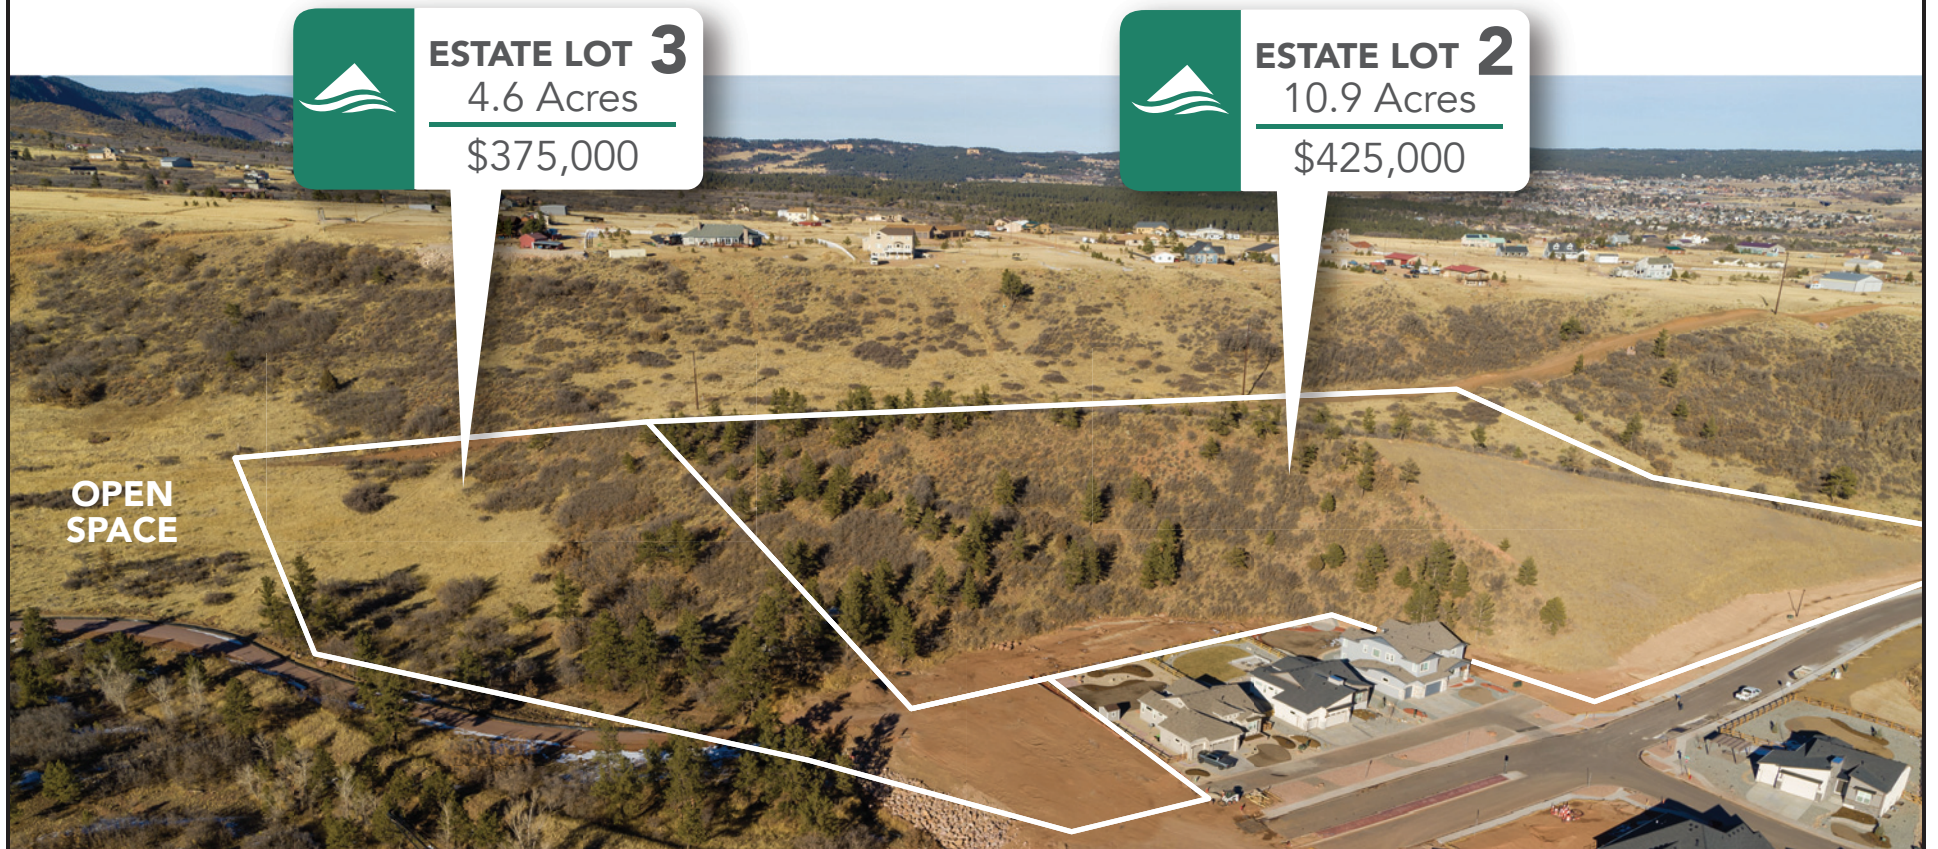 ESTATE LOT 3
4.6 Acres
$375,000
ESTATE LOT 2
10.9 Acres
$425,000
OPEN
SPACE